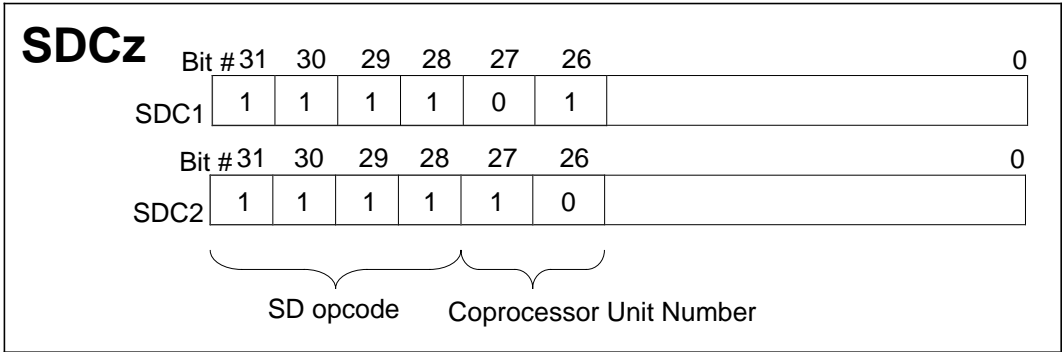 SDCz
Bit # 31 30 29 28 27 26 0
SDC1 1 1 1 1 0 1
Bit # 31 30 29 28 27 26 0
SDC2 1 1 1 1 1 0
SD opcode Coprocessor Unit Number